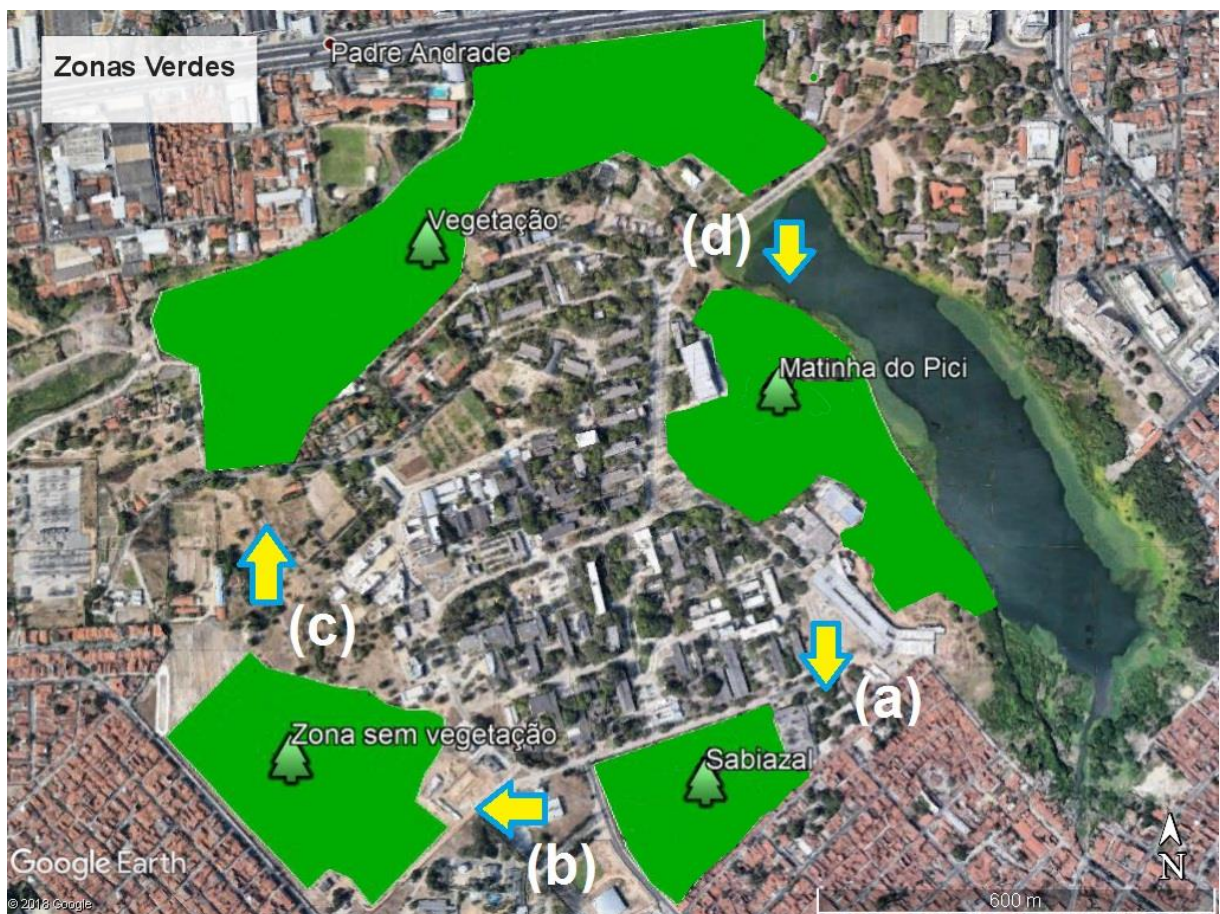 Zonas Verdes
Padre Andrade
Vegetação
(d)
Matinha do Pici
(c)
(a)
Zona sem vegetação
Sabiazal
(b)
Google Earth
N
600 m
© 2018 Google